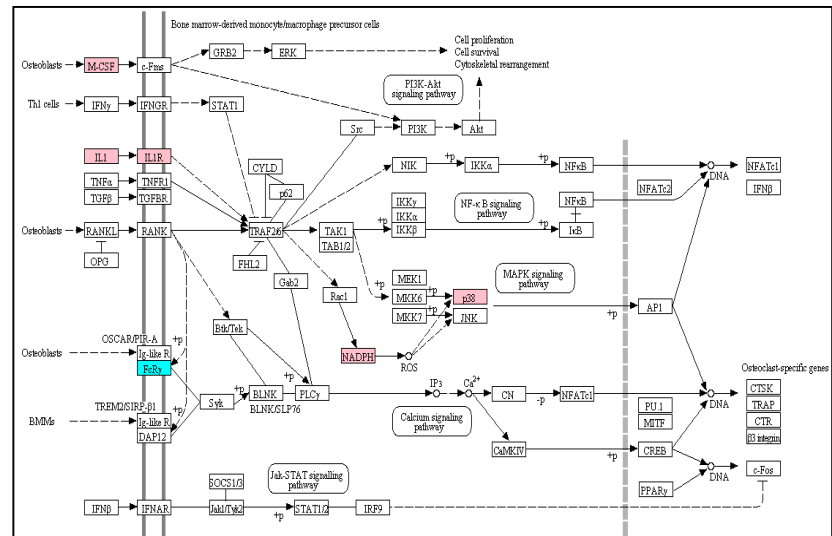 Bone marrow-derived monocyte/macrophage precursor cells
GRB2
ERK
Cell proliferation
Cell survival
Cytoskeletal rearrangement
Osteoblasts
M-CSF
c-Fms
PI3K-Akt
signaling pathway
Th1 cells
IFNγ
IFNGR
STAT1
Src
PI3K
Akt
IL1
IL1R
CYLD
p62
NIK
+p
IKKα
+p
NFκB
+p
DNA
NFATc1
IFNβ
TNFα
TNFR1
TGFβ
TGFBR
NFATc2
IKKγ
IKKα
IKKβ
NF-κ B signaling
pathway
NFκB
IκB
+p
+p
Osteoblasts
RANKL
RANK
TRAF2/6
TAK1
TAB1/2
OPG
FHL2
Gab2
Rac1
+p
MEK1
MKK6
+p
p38
MKK7
+p
JNK
MAPK signaling
pathway
+p
AP1
Btk/Tek
OSCAR/PIR-A
+p
Osteoblasts
Ig-like R
FcRγ
NADPH
ROS
TREM2/SIRP-β1
+p
BMMs
Ig-like R
DAP12
Syk
+p
BLNK
+p
PLCγ
BLNK/SLP76
IP3
Ca2+
CN
-p
NFATc1
Calcium signaling
pathway
CaMKIV
+p
CREB
PU.1
MITF
DNA
Osteoclast-specific genes
CTSK
TRAP
CTR
β3 integrin
PPARγ
DNA
c-Fos
SOCS1/3
Jak-STAT signalling
pathway
IFNβ
IFNAR
Jak1/Tyk2
+p
STAT1/2
IRF9